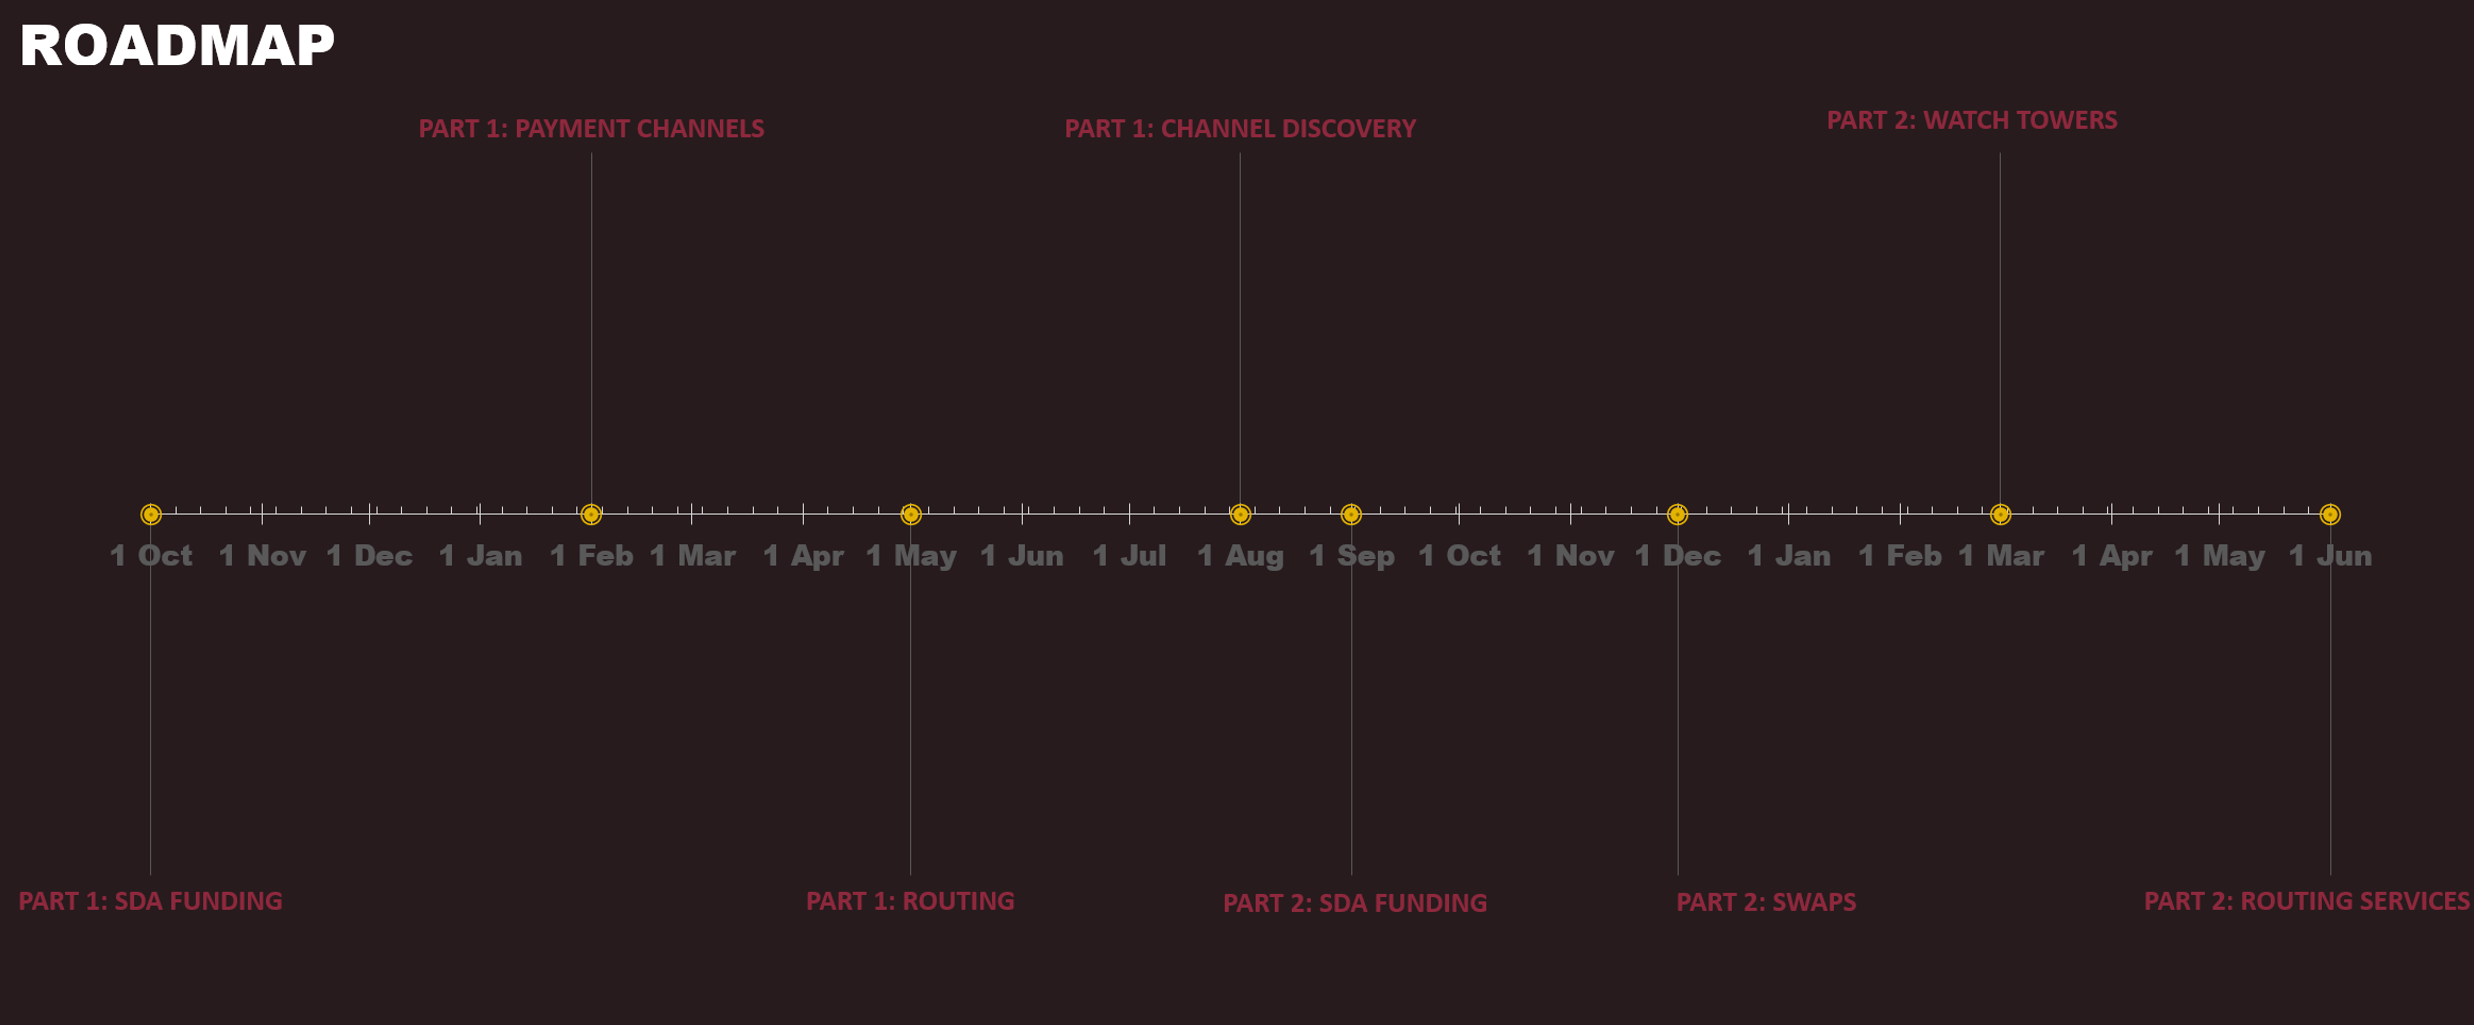 ROADMAP
PART 1: PAYMENT CHANNELS
PART 1: CHANNEL DISCOVERY
PART 2: WATCH TOWERS
1 Oct 1 Nov 1 Dec 1 Jan 1 Feb 1 Mar 1 Apr 1 May 1 Jun 1 Jul 1 Aug 1 Sep 1 Oct 1 Nov 1 Dec 1 Jan 1 Feb 1 Mar 1 Apr 1 May 1 Jun
PART 1: SDA FUNDING
PART 1: ROUTING
PART 2: SDA FUNDING
PART 2: SWAPS
PART 2: ROUTING SERVICES